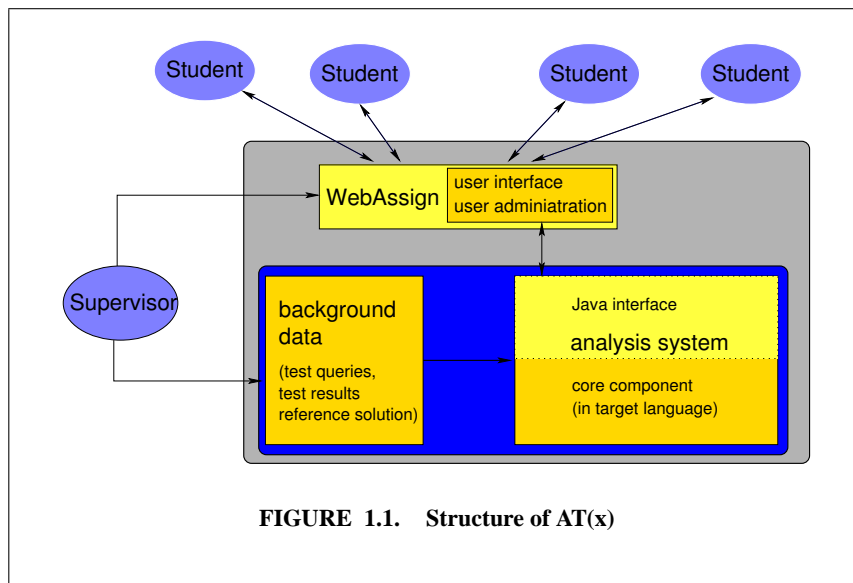 Student
Student
Student
Student
WebAssign
user interface
user adminiatration
Supervisor
background
data
(test queries,
test results
reference solution)
Java interface
analysis system
core component
(in target language)
FIGURE 1.1. Structure of AT(x)